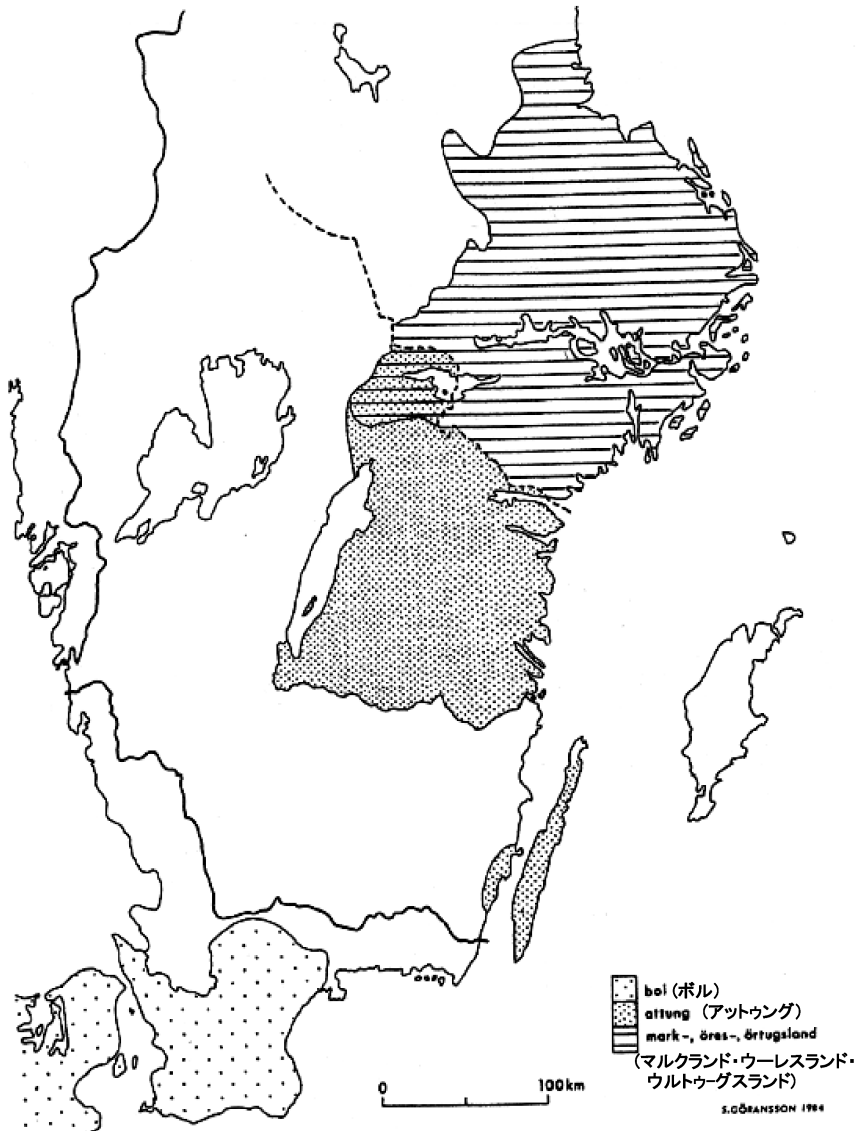 0
100km
bol (ボル)
attung (アットゥング)
mark-, öres-, örtugsland
(マルクランド・ウーレスランド・
ウルトゥーグスランド)
S.GÖRANSSON 1984